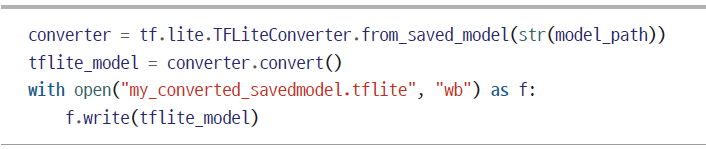 converter = tf.lite.TFLiteConverter.from_saved_model(str(model_path))
tflite_model = converter.convert()
with open("my_converted_savedmodel.tflite", "wb") as f:
    f.write(tflite_model)